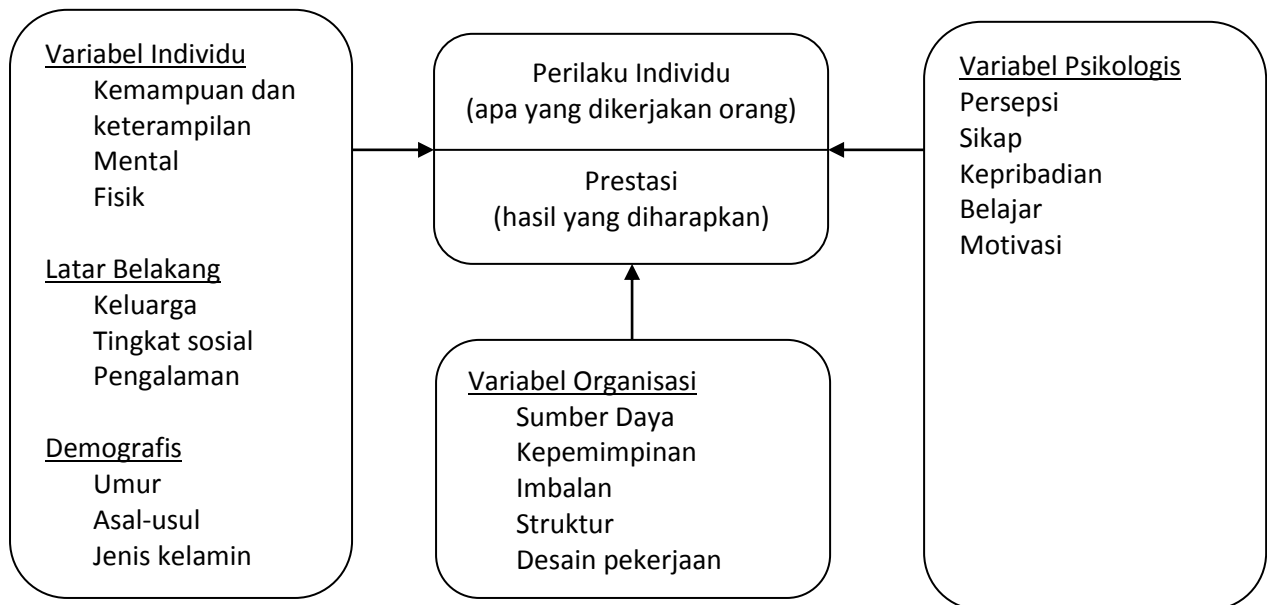 Variabel Individu
Kemampuan dan
keterampilan
Mental
Fisik
Latar Belakang
Keluarga
Tingkat sosial
Pengalaman
Demografis
Umur
Asal-usul
Jenis kelamin
Perilaku Individu
(apa yang dikerjakan orang)
Prestasi
(hasil yang diharapkan)
Variabel Organisasi
Sumber Daya
Kepemimpinan
Imbalan
Struktur
Desain pekerjaan
Variabel Psikologis
Persepsi
Sikap
Kepribadian
Belajar
Motivasi